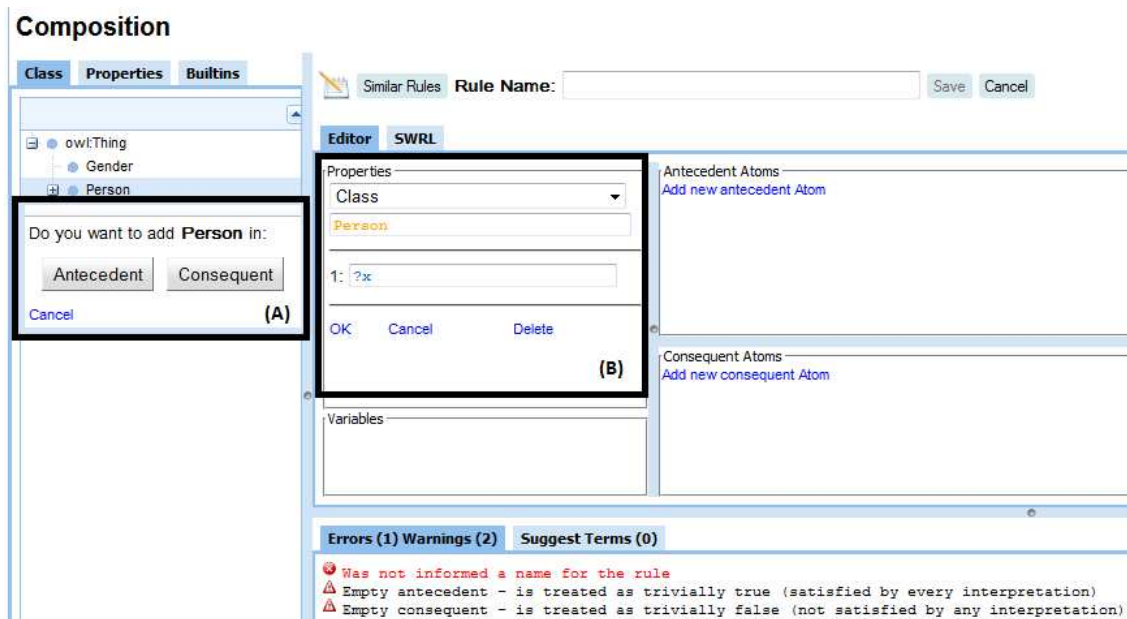 Composition
Class Properties Builtins
owl:Thing
Gender
Person
Do you want to add Person in:
Antecedent Consequent
Cancel (A)
Similar Rules Rule Name: Save Cancel
Editor SWRL
Properties
Class
Person
1: ?x
OK Cancel Delete
(B)
Variables
Antecedent Atoms
Add new antecedent Atom
Consequent Atoms
Add new consequent Atom
Errors (1) Warnings (2) Suggest Terms (0)
Was not informed a name for the rule
Empty antecedent - is treated as trivially true (satisfied by every interpretation)
Empty consequent - is treated as trivially false (not satisfied by any interpretation)